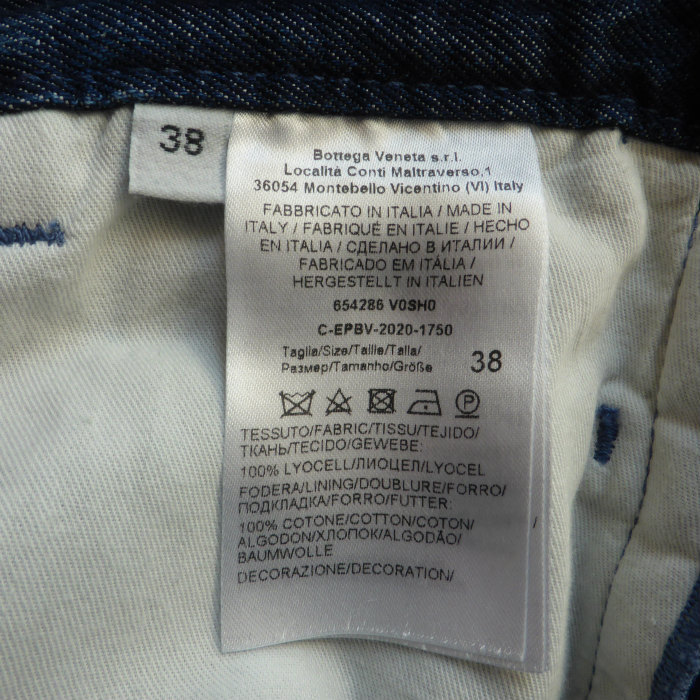 38
Bottega Veneta s.r.l.
Località Conti Maltraverso,1
36054 Montebello Vicentino (VI) Italy
FABBRICATO IN ITALIA / MADE IN
ITALY / FABRIQUÉ EN ITALIE / HECHO
EN ITALIA / СДЕЛАНО В ИТАЛИИ /
FABRICADO EM ITÁLIA /
HERGESTELLT IN ITALIEN
654286 V0SH0
C-EPBV-2020-1750
Taglia/Size/Taille/Talla/
Размер/Tamanho/Größe 38
P
TESSUTO/FABRIC/TISSU/TEJIDO/
ТКАНЬ/TECIDO/GEWEBE:
100% LYOCELL/ЛИОЦЕЛ/LYOCEL
FODERA/LINING/DOUBLURE/FORRO/
ПОДКЛАДКА/FORRO/FUTTER:
100% COTONE/COTTON/COTON/
ALGODON/ХЛОПОК/ALGODÃO/
BAUMWOLLE
DECORAZIONE/DECORATION/